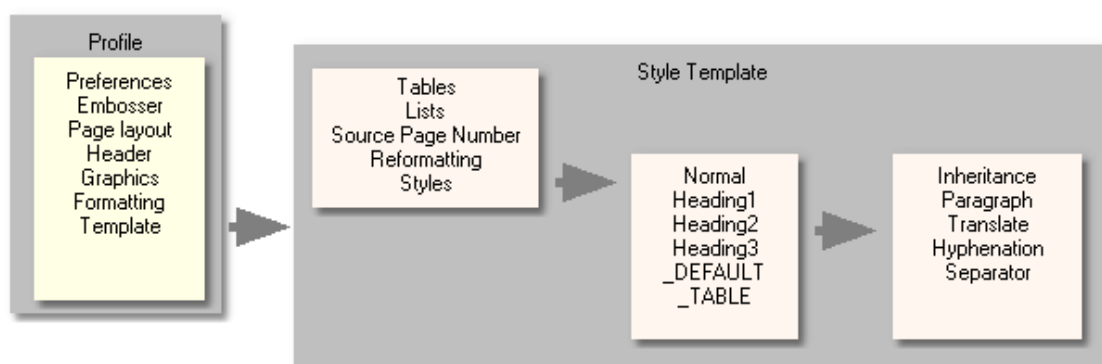 Profile
Preferences
Embosser
Page layout
Header
Graphics
Formatting
Template
Style Template
Tables
Lists
Source Page Number
Reformatting
Styles
Normal
Heading1
Heading2
Heading3
_DEFAULT
_TABLE
Inheritance
Paragraph
Translate
Hyphenation
Separator